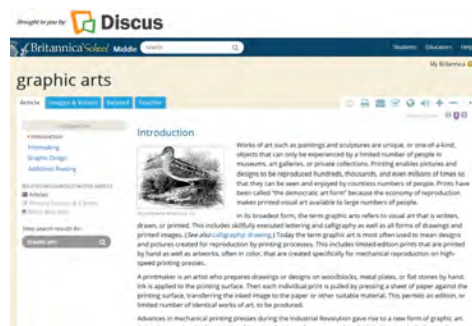 Brought to you by: Discus
Britannica School Middle Search Students Educators Help
My Britannica
graphic arts
Article Images & Videos Related Teacher
Introduction
Introduction
Printmaking
Graphic Design
Additional Reading
Articles
View search results for:
graphic arts
Works of art such as paintings and sculptures are unique, or one-of-a-kind,
objects that can only be experienced by a limited number of people in
museums, art galleries, or private collections. Printing enables pictures and
designs to be reproduced hundreds, thousands, and even millions of times so
that they can be seen and enjoyed by countless numbers of people. Prints have
been called "the democratic art form" because the economy of reproduction
makes printed visual art available to large numbers of people.
In its broadest form, the term graphic arts refers to visual art that is written,
drawn, or printed. This includes skillfully executed lettering and calligraphy as well as all forms of drawings and
printed images. (See also calligraphy; drawing.) Today the term graphic art is most often used to mean designs
and pictures created for reproduction by printing processes. This includes limited-edition prints that are printed
by hand as well as artworks, often in color, that are created specifically for mechanical reproduction on high-
speed printing presses.
A printmaker is an artist who prepares drawings or designs on woodblocks, metal plates, or flat stones by hand.
Ink is applied to the printing surface. Then each individual print is pulled by pressing a sheet of paper against the
printing surface, transferring the inked image to the paper or other suitable material. This permits an edition, or
limited number of identical works of art, to be produced.
Advances in mechanical printing presses during the Industrial Revolution gave rise to a new form of graphic art.